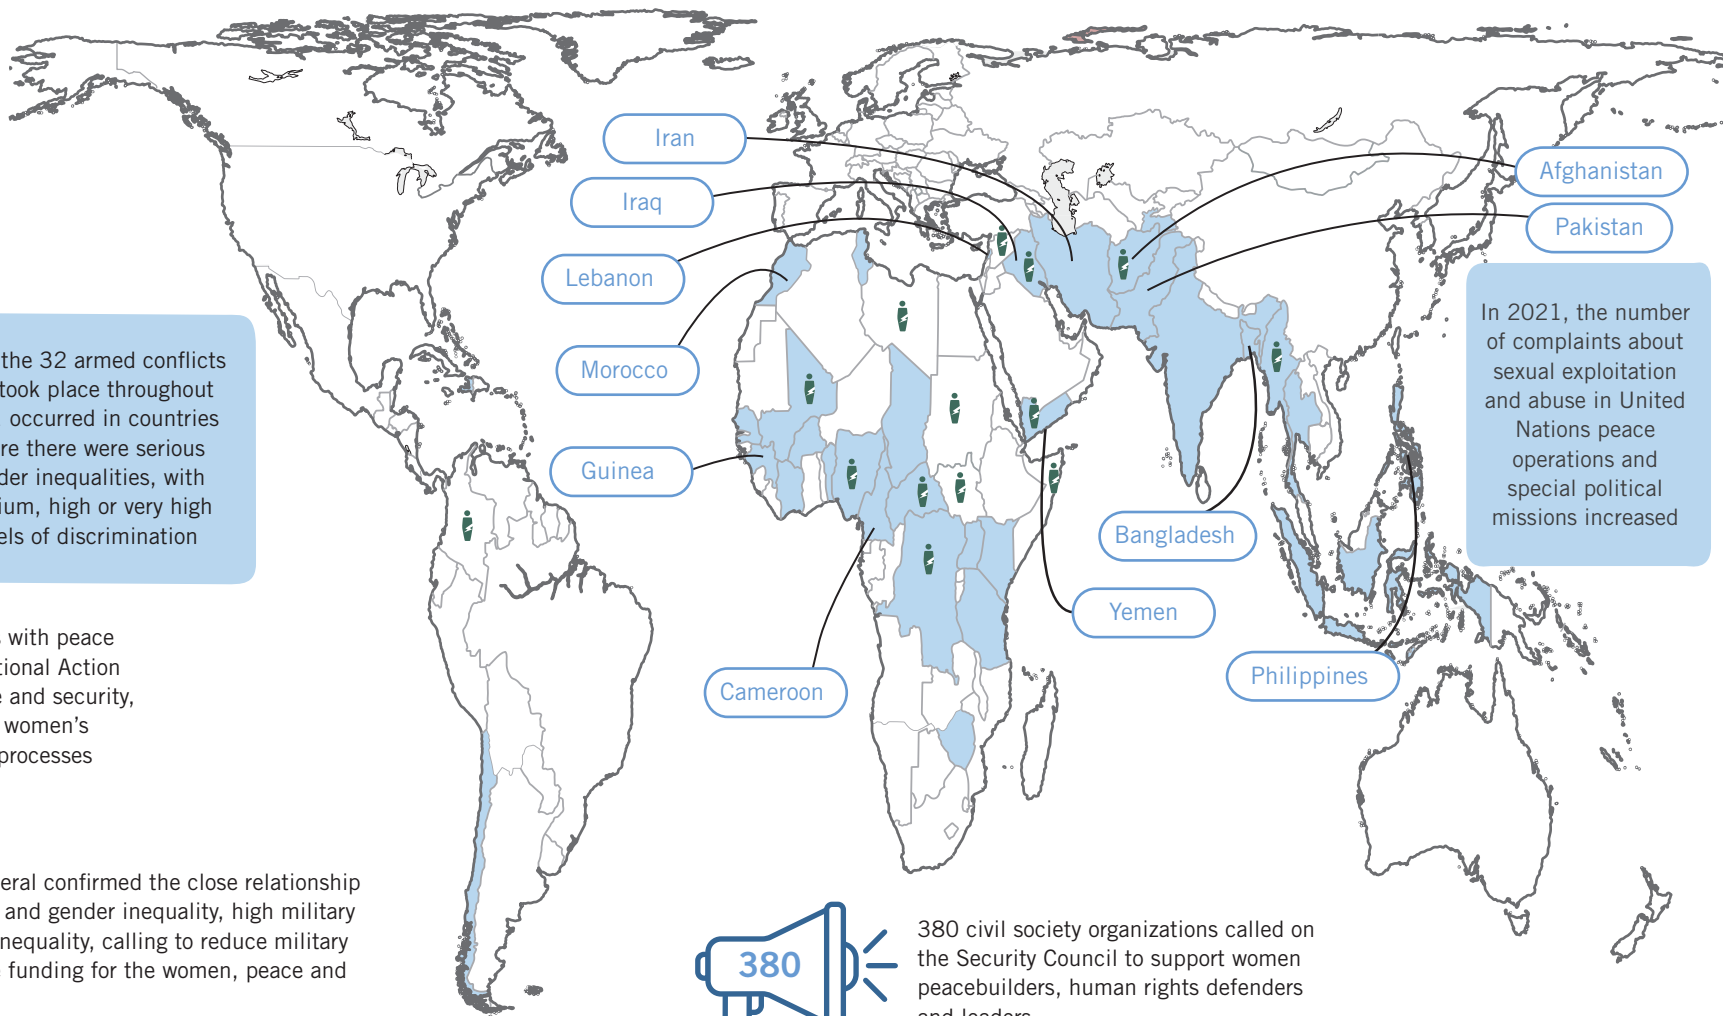 Iran
Iraq
Lebanon
Morocco
Guinea
Cameroon
Afghanistan
Pakistan
Bangladesh
Yemen
Philippines
the 32 armed conflicts
took place throughout
occurred in countries
re there were serious
der inequalities, with
ium, high or very high
els of discrimination
In 2021, the number
of complaints about
sexual exploitation
and abuse in United
Nations peace
operations and
special political
missions increased
with peace
tional Action
e and security,
women's
processes
eral confirmed the close relationship
and gender inequality, high military
nequality, calling to reduce military
funding for the women, peace and
380
380 civil society organizations called on
the Security Council to support women
peacebuilders, human rights defenders
and leaders